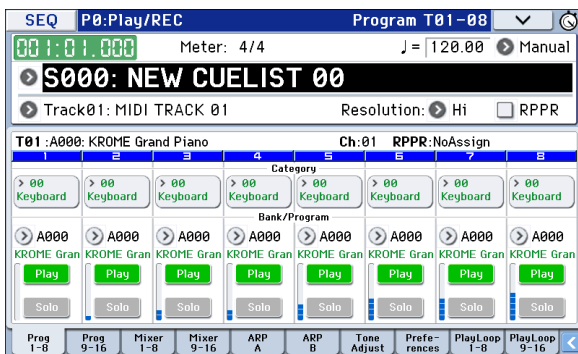 SEQ P0:Play/REC Program T01-08
001:01.000 Meter: 4/4 ♩= 120.00 Manual
S000: NEW CUELIST 00
Track01: MIDI TRACK 01 Resolution: Hi RPPR
T01 :A000: KROME Grand Piano Ch:01 RPPR:NoAssign
1 2 3 4 5 6 7 8
Category
> 00 > 00 > 00 > 00 > 00 > 00 > 00 > 00
Keyboard Keyboard Keyboard Keyboard Keyboard Keyboard Keyboard Keyboard
Bank/Program
A000 A000 A000 A000 A000 A000 A000 A000
KROME Gran KROME Gran KROME Gran KROME Gran KROME Gran KROME Gran KROME Gran KROME Gran
Play Play Play Play Play Play Play Play
Solo Solo Solo Solo Solo Solo Solo Solo
Prog 1-8 Prog 9-16 Mixer 1-8 Mixer 9-16 ARP A ARP B Tone Adjust Prefe-rences PlayLoop 1-8 PlayLoop 9-16